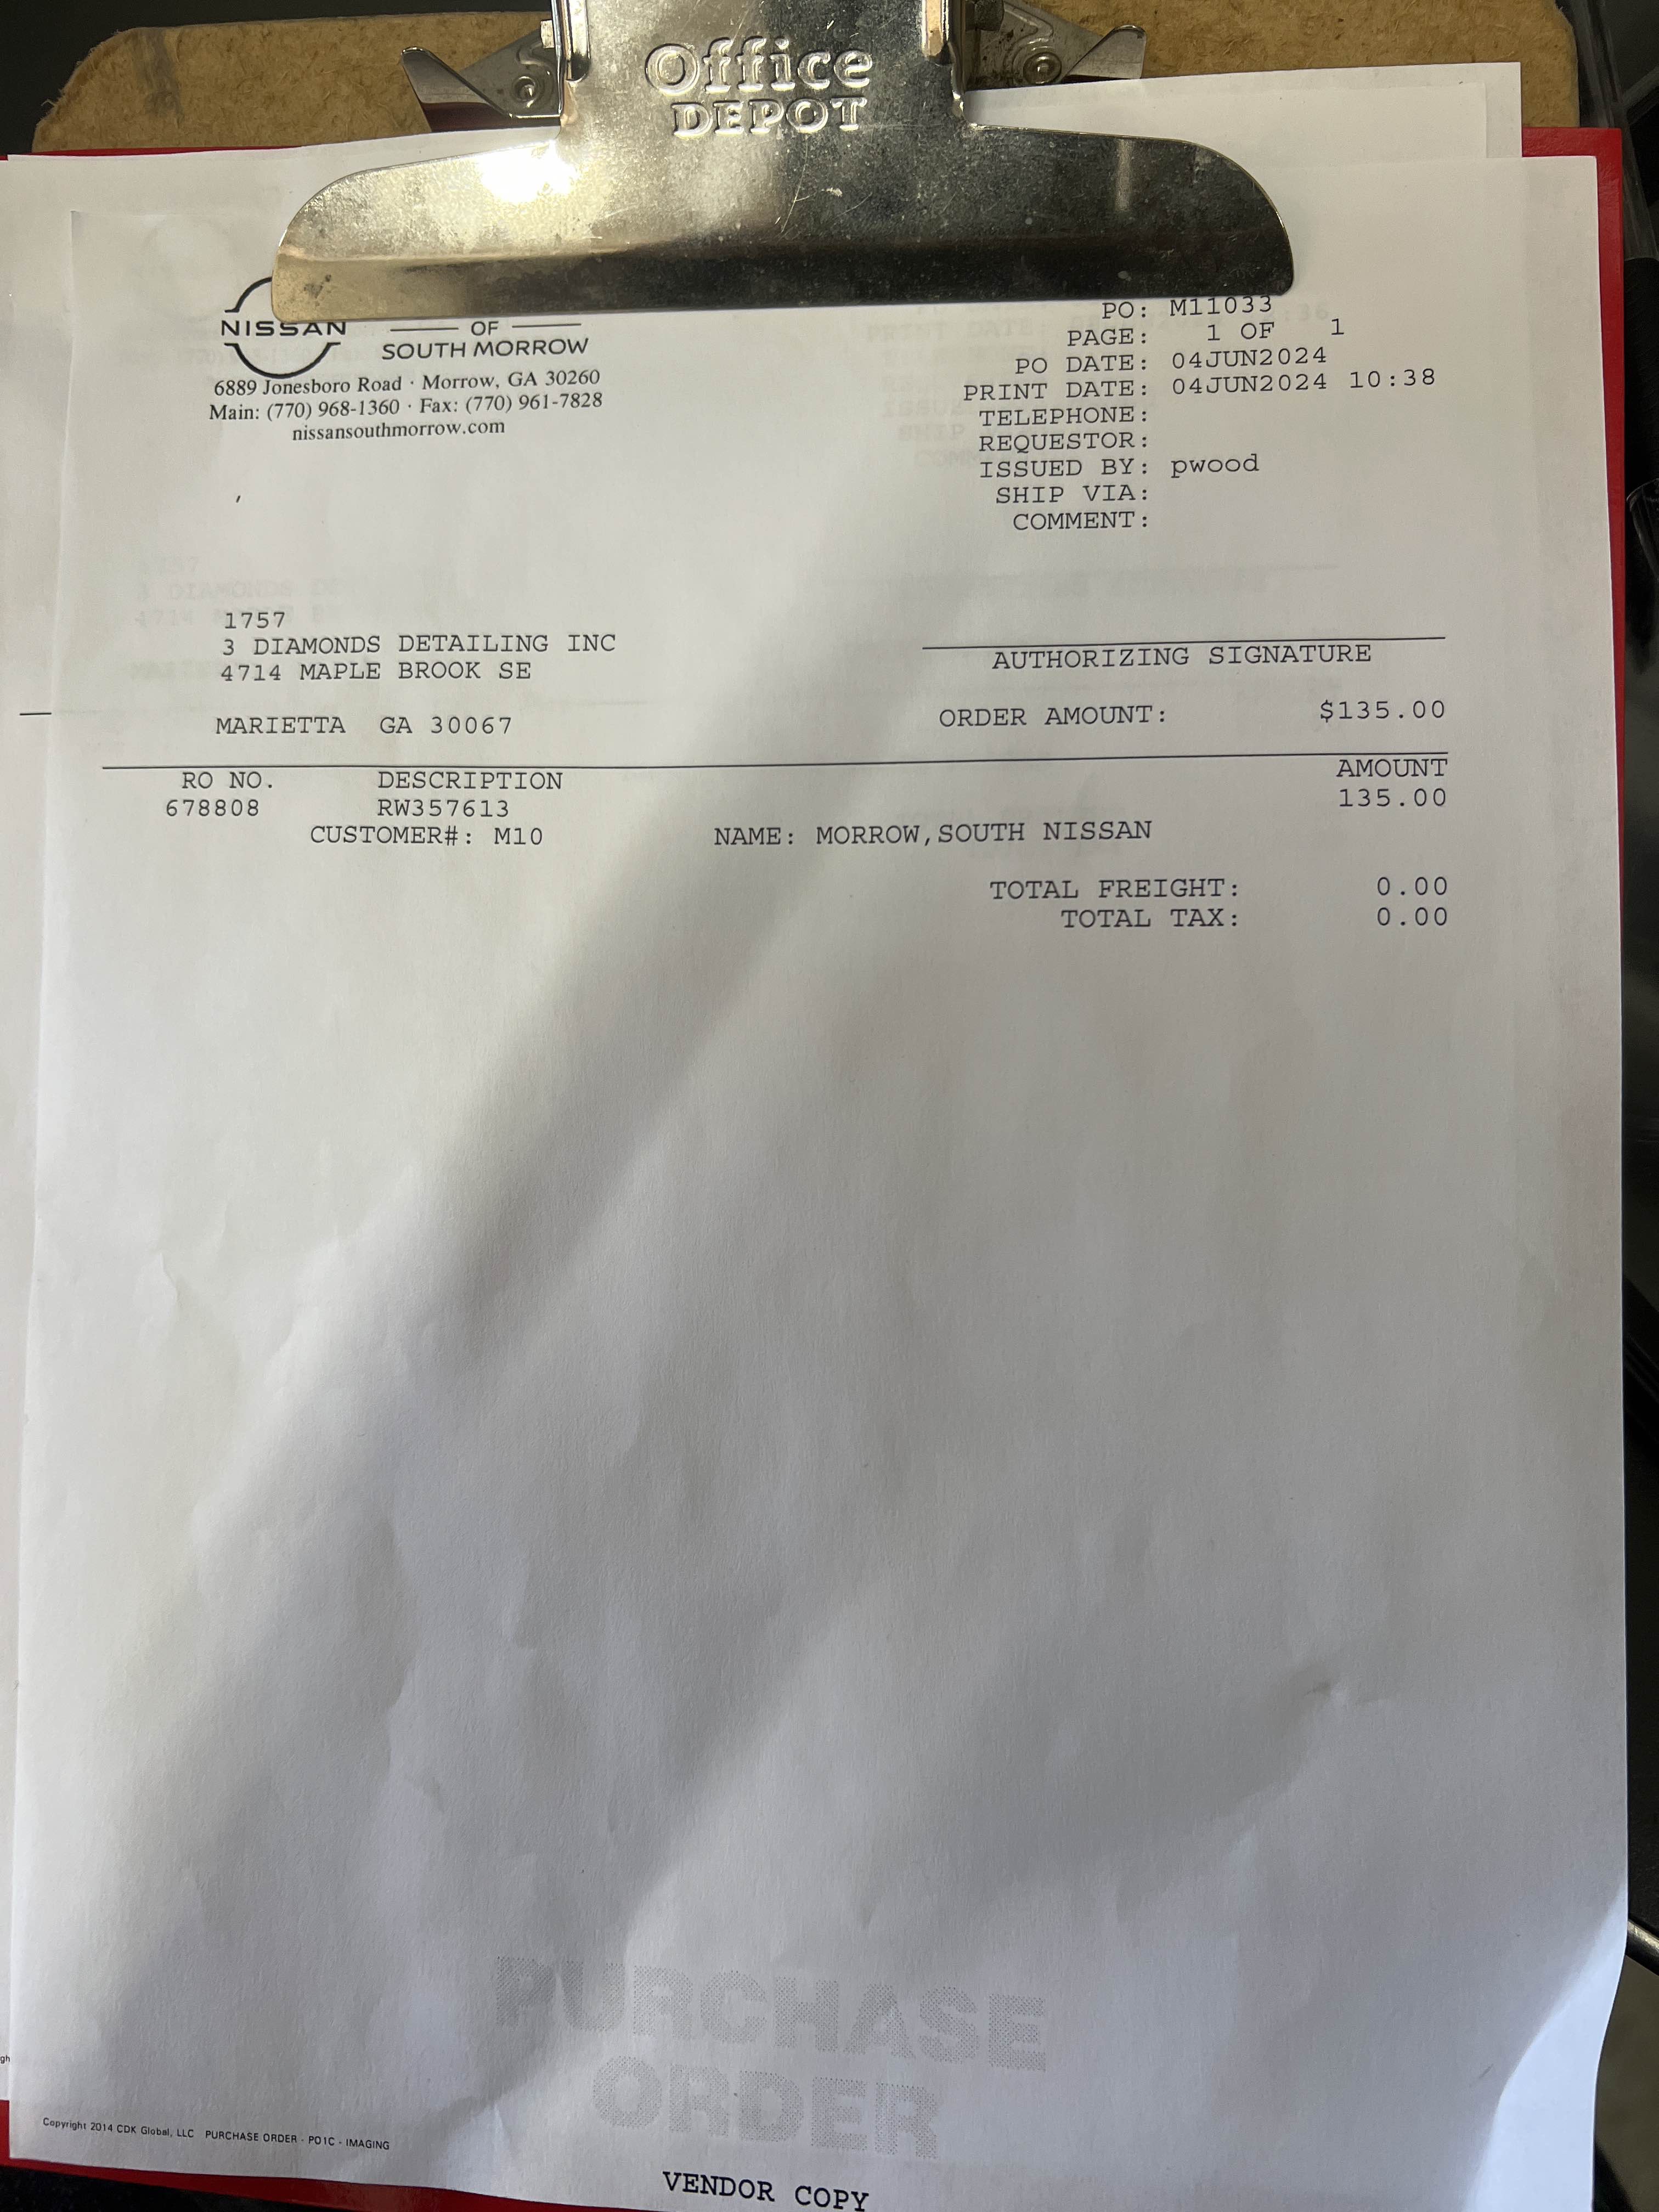 Office
DEPOT
NISSAN
OF
SOUTH MORROW
6889 Jonesboro Road · Morrow, GA 30260
Main: (770) 968-1360 · Fax: (770) 961-7828
nissansouthmorrow.com
PO: M11033
PAGE: 1 OF 1
PO DATE: 04JUN2024
PRINT DATE: 04JUN2024 10:38
TELEPHONE:
REQUESTOR:
ISSUED BY: pwood
SHIP VIA:
COMMENT:
1757
3 DIAMONDS DETAILING INC
4714 MAPLE BROOK SE
MARIETTA GA 30067
AUTHORIZING SIGNATURE
ORDER AMOUNT: $135.00
RO NO. DESCRIPTION AMOUNT
678808 RW357613 135.00
CUSTOMER#: M10 NAME: MORROW,SOUTH NISSAN
TOTAL FREIGHT: 0.00
TOTAL TAX: 0.00
PURCHASE
ORDER
Copyright 2014 CDK Global, LLC PURCHASE ORDER - PO1C - IMAGING
VENDOR COPY